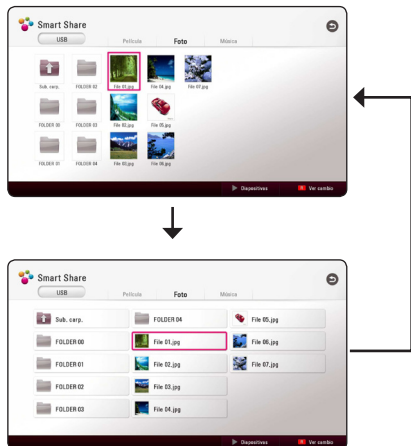 Smart Share
USB Película Foto Música
Sub. carp. FOLDER 02 File 01.jpg File 04.jpg File 07.jpg
FOLDER 00 FOLDER 03 File 02.jpg File 05.jpg
FOLDER 01 FOLDER 04 File 03.jpg File 06.jpg
Dispositivos R Ver cambio
Smart Share
USB Película Foto Música
Sub. carp. FOLDER 04 File 05.jpg
FOLDER 00 File 01.jpg File 06.jpg
FOLDER 01 File 02.jpg File 07.jpg
FOLDER 02 File 03.jpg
FOLDER 03 File 04.jpg
Dispositivos R Ver cambio